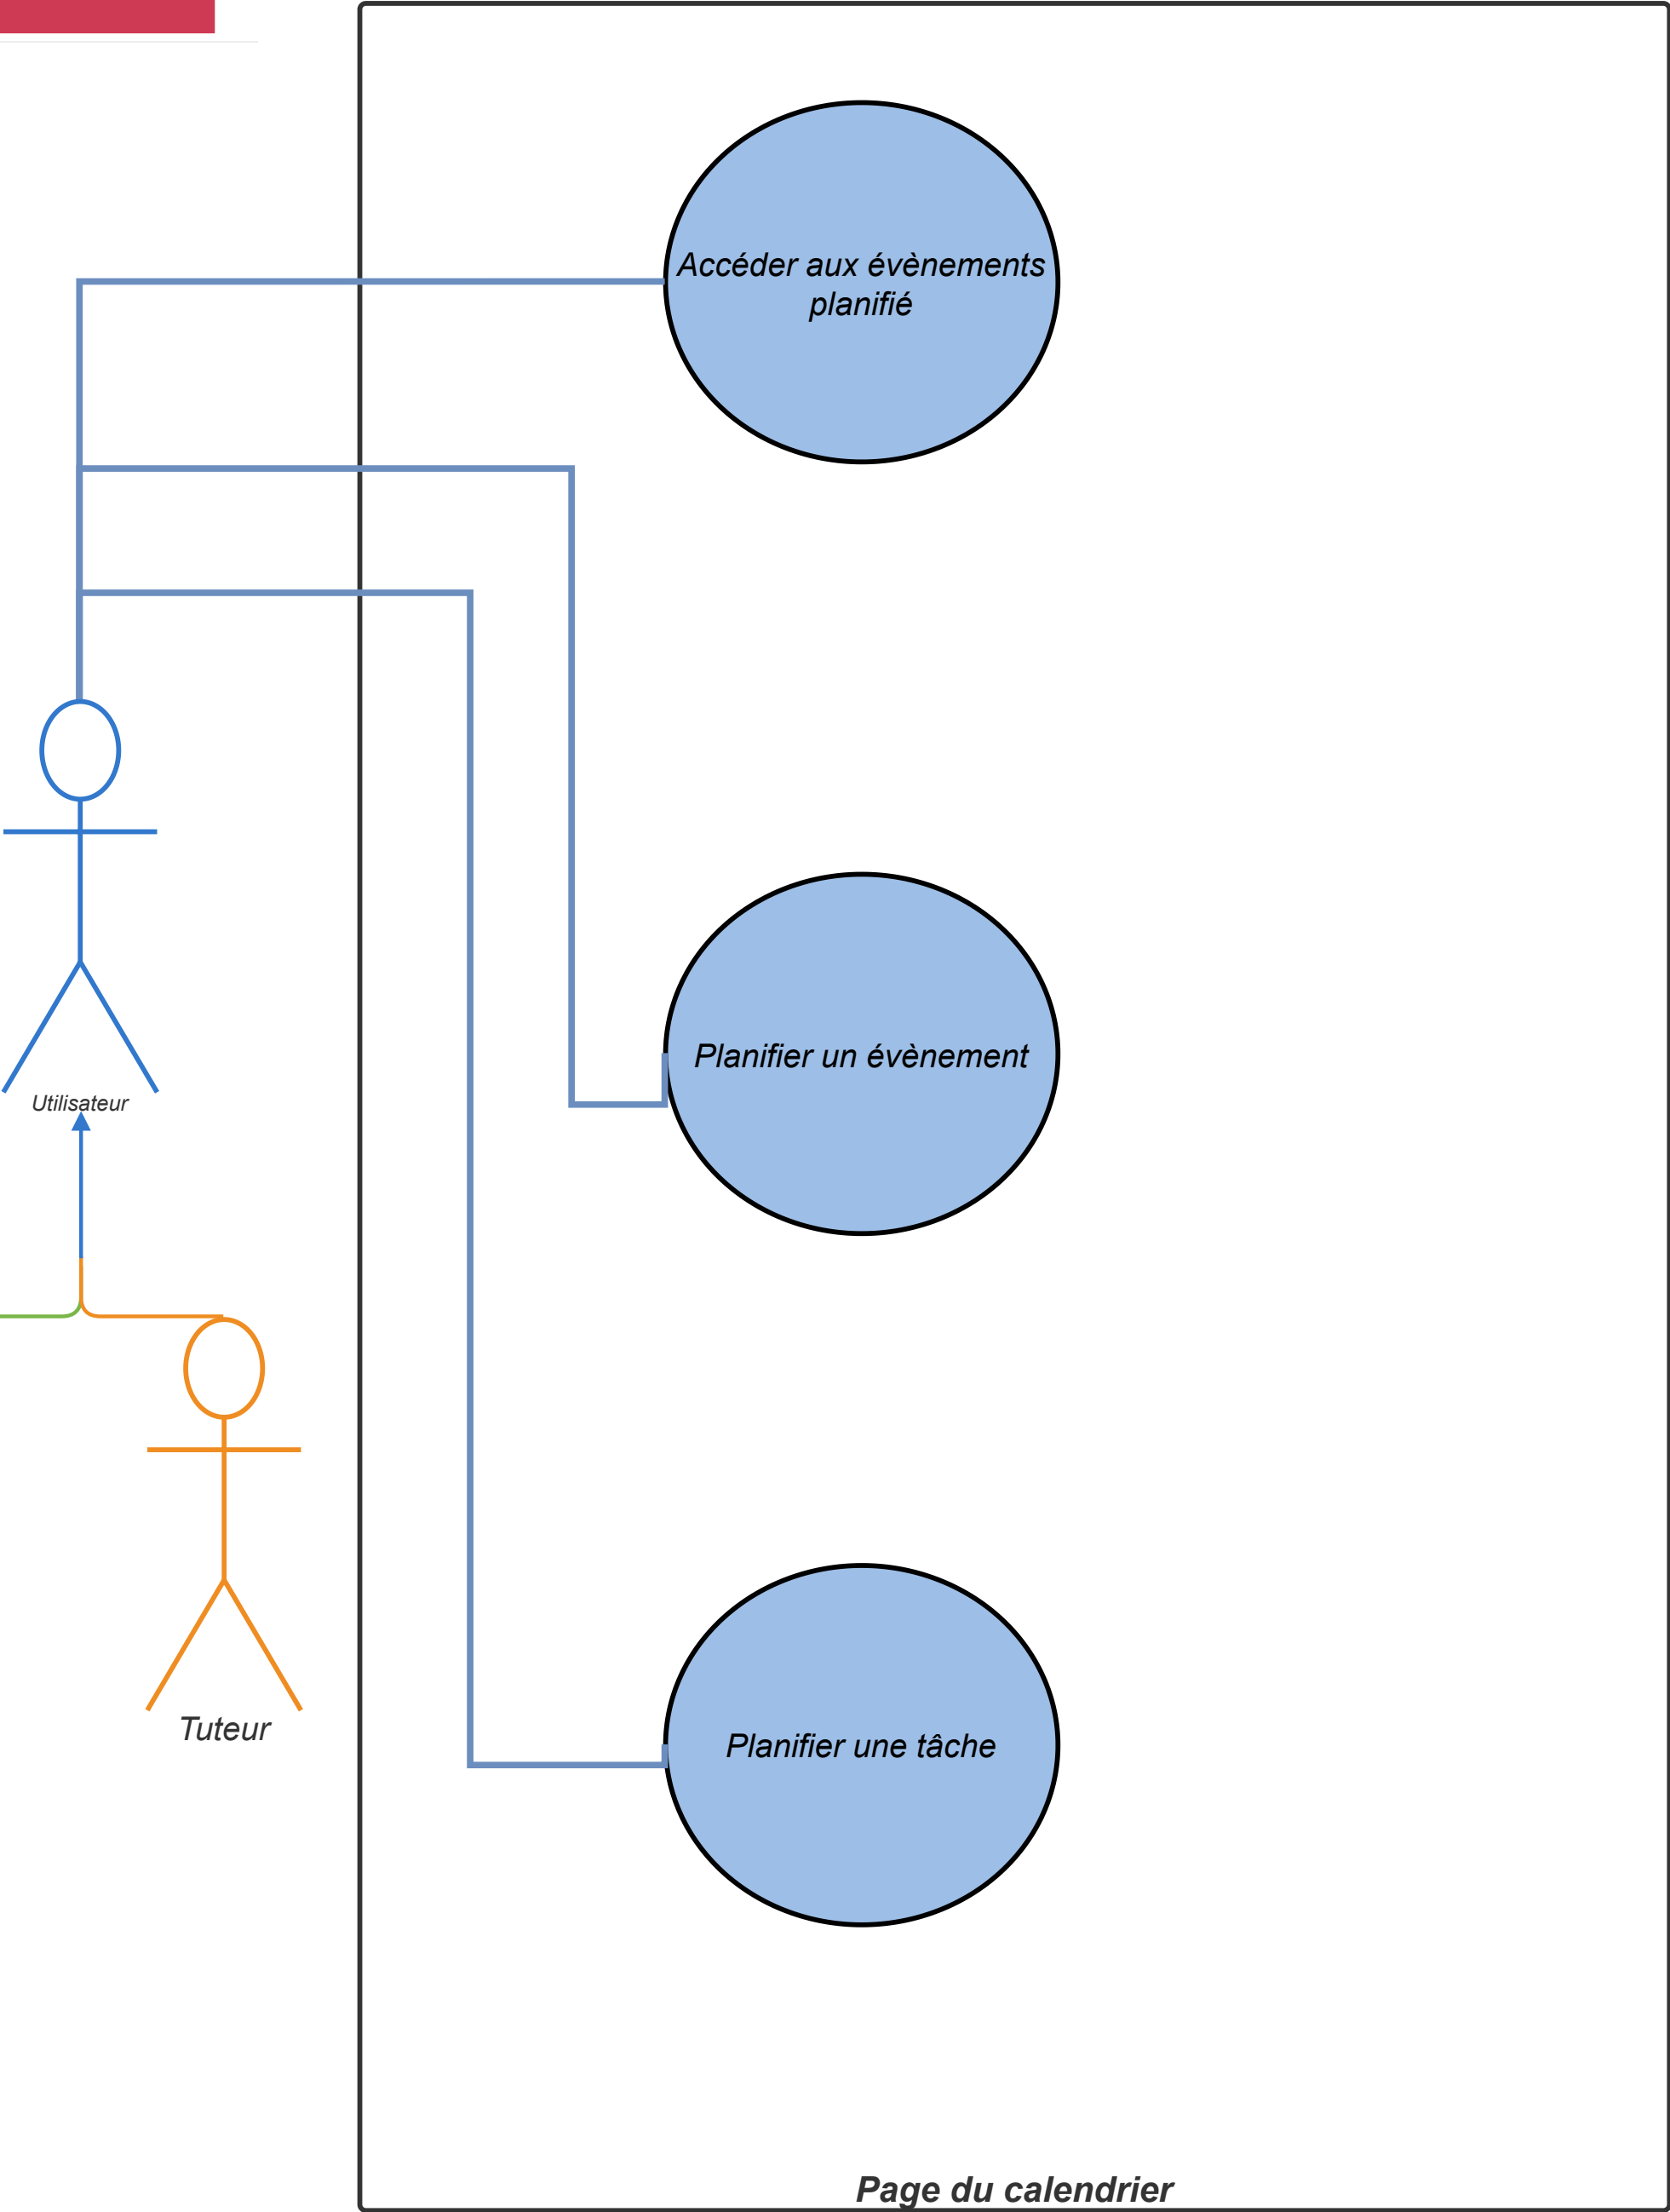 Accéder aux évènements
planifié
Planifier un évènement
Utilisateur
Tuteur
Planifier une tâche
Page du calendrier